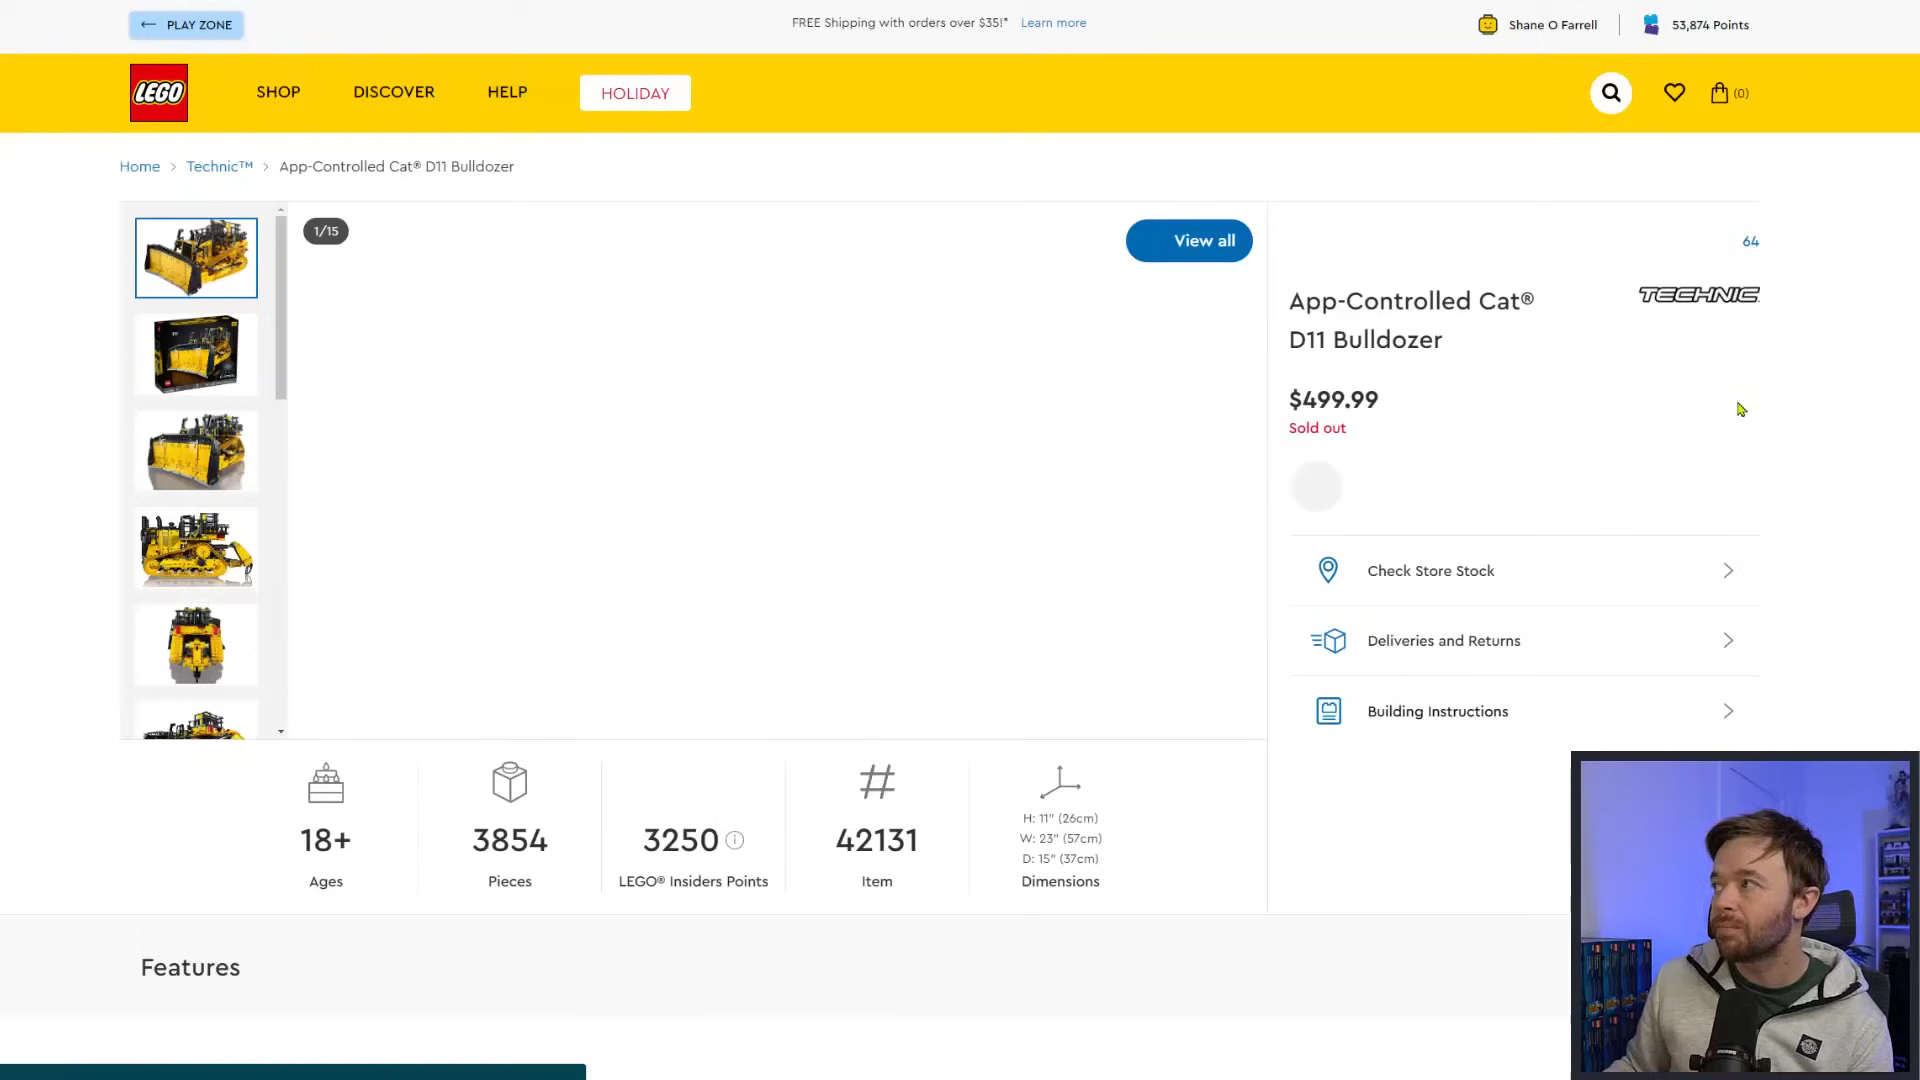 PLAY ZONE
FREE Shipping with orders over $35!* Learn more
Shane O Farrell
53,874 Points
LEGO
SHOP
DISCOVER
HELP
HOLIDAY
(0)
Home > Technic™ > App-Controlled Cat® D11 Bulldozer
1/15
View all
64
App-Controlled Cat®
D11 Bulldozer
TECHNIC
$499.99
Sold out
Check Store Stock
Deliveries and Returns
Building Instructions
18+
Ages
3854
Pieces
3250
LEGO® Insiders Points
42131
Item
H: 11" (26cm)
W: 23" (57cm)
D: 15" (37cm)
Dimensions
Features